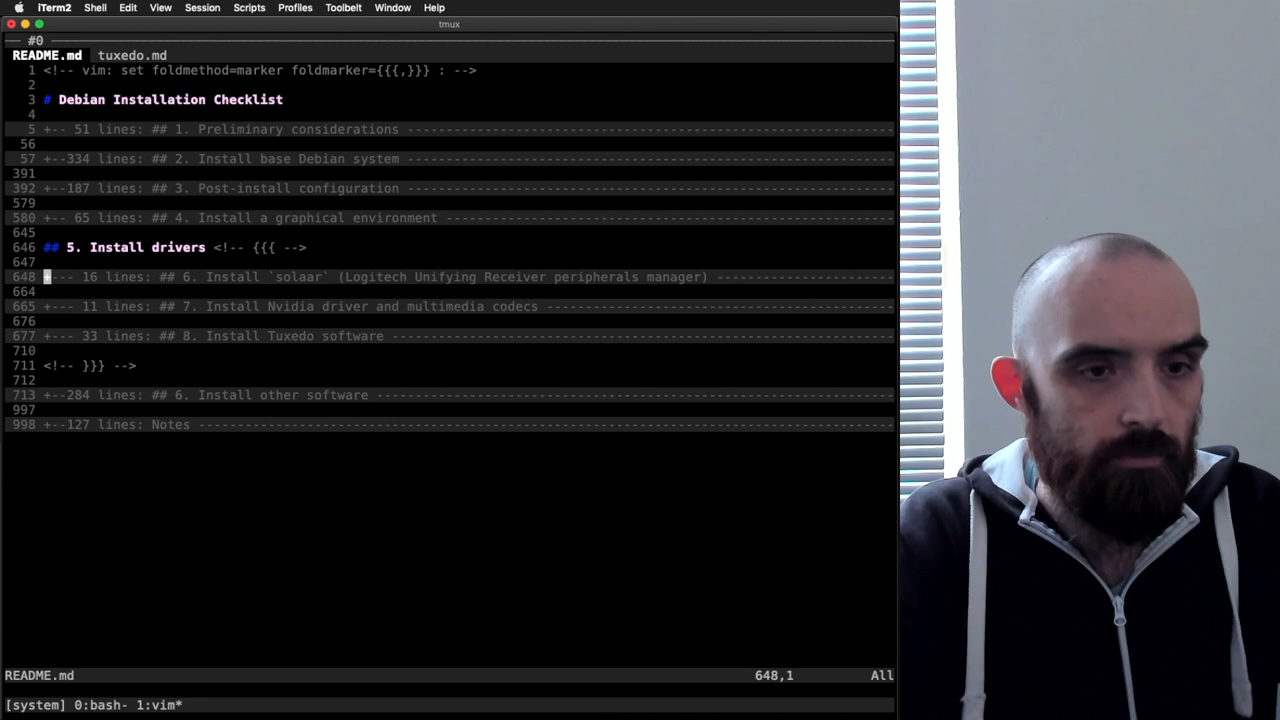 iTerm2 Shell Edit View Session Scripts Profiles Toolbelt Window Help
tmux
#0
README.md tuxedo.md
1 <!-- vim: set foldmethod=marker foldmarker={{{,}}} : -->
2
3 # Debian Installation Checklist
4
5 +-- 51 lines: ## 1. Preliminary considerations
56
57 +--334 lines: ## 2. Install base Debian system
391
392 +--187 lines: ## 3. Post install configuration
579
580 +-- 65 lines: ## 4. Install a graphical environment
645
646 ## 5. Install drivers <!-- {{{ -->
647
648 +--- 16 lines: ## 6. Install `solaar` (Logitech Unifying Receiver peripherals manager)
664
665 +--- 11 lines: ## 7. Install Nvidia driver and multimedia codecs
676
677 +--- 33 lines: ## 8. Install Tuxedo software
710
711 <!-- }}} -->
712
713 +--284 lines: ## 6. Install other software
997
998 +--127 lines: Notes
README.md 648,1 All
[system] 0:bash- 1:vim*